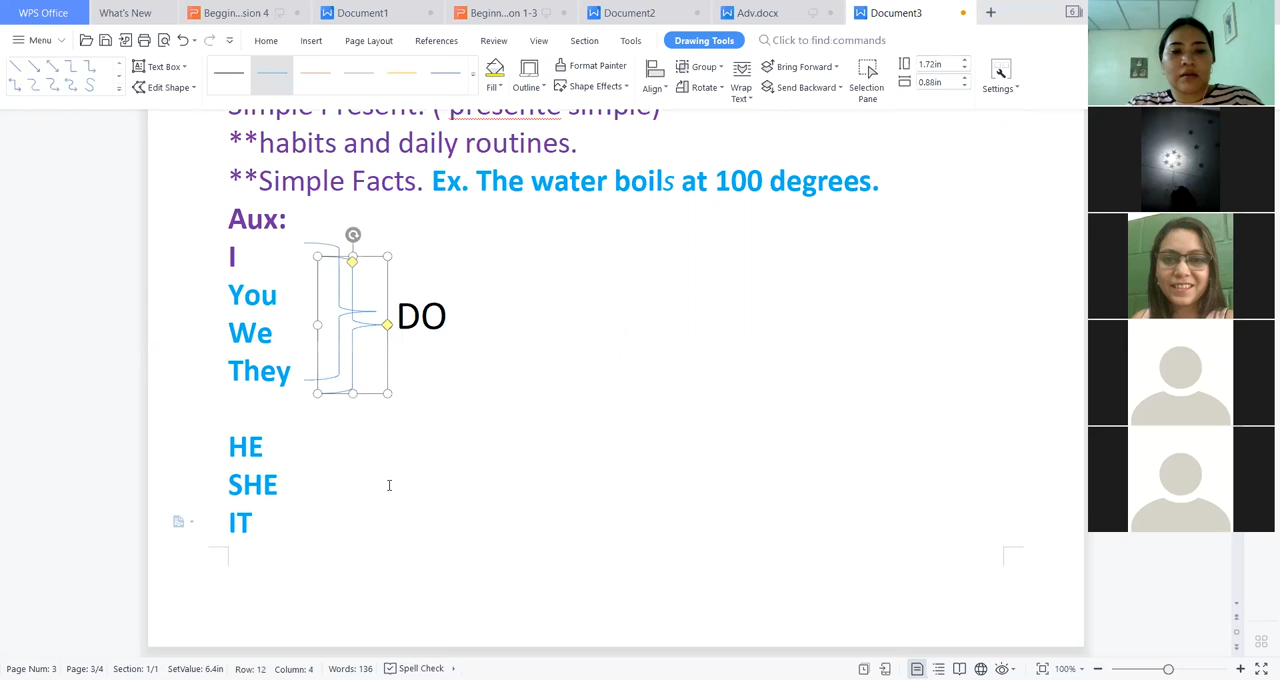 WPS Office What's New Beggin...ession 4 Document1 Beginn...on 1-3 Document2 Adv.docx Document3 6
Menu Home Insert Page Layout References Review View Section Tools Drawing Tools Click to find commands
Text Box Edit Shape Fill Outline Format Painter Shape Effects Align Group Rotate Wrap Text Bring Forward Send Backward Selection Pane 1.72in 0.88in Settings
Simple Present: ( presente simple)
**habits and daily routines.
**Simple Facts. Ex. The water boils at 100 degrees.
Aux:
I
You
We
They
DO
HE
SHE
IT
Page Num: 3 Page: 3/4 Section: 1/1 SetValue: 6.4in Row: 12 Column: 4 Words: 136 Spell Check 100%